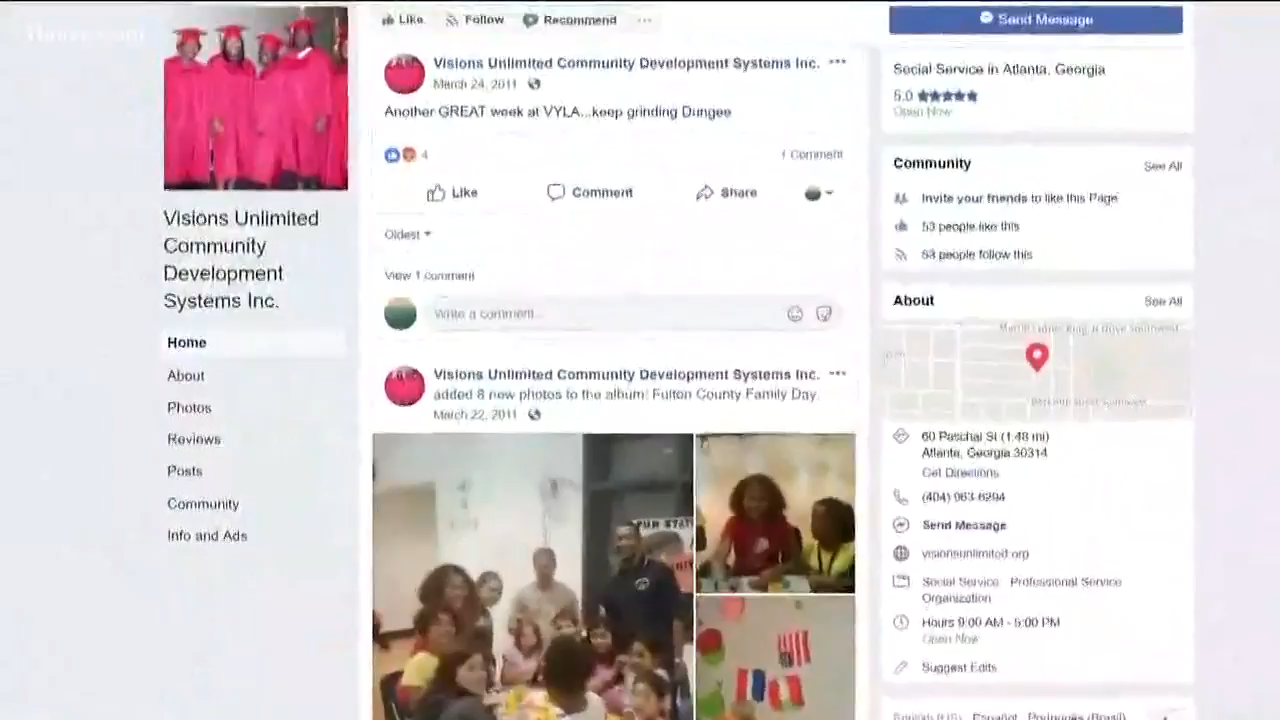 Like Follow Recommend ...
Send Message
Visions Unlimited
Community
Development
Systems Inc.
Home
About
Photos
Reviews
Posts
Community
Info and Ads
Visions Unlimited Community Development Systems Inc. ...
March 24, 2011
Another GREAT week at VYLA...keep grinding Dungee
4
1 Comment
Like Comment Share
Oldest
View 1 comment
Write a comment...
Visions Unlimited Community Development Systems Inc. ...
added 8 new photos to the album: Fulton County Family Day.
March 22, 2011
Social Service in Atlanta, Georgia
5.0 ★★★★★
Open Now
Community See All
Invite your friends to like this Page
53 people like this
53 people follow this
About See All
60 Paschal St (1.48 mi)
Atlanta, Georgia 30314
Get Directions
(404) 963-6294
Send Message
visionsunlimited.org
Social Service · Professional Service
Organization
Hours 9:00 AM - 5:00 PM
Open Now
Suggest Edits
English (US) · Español · Português (Brasil)